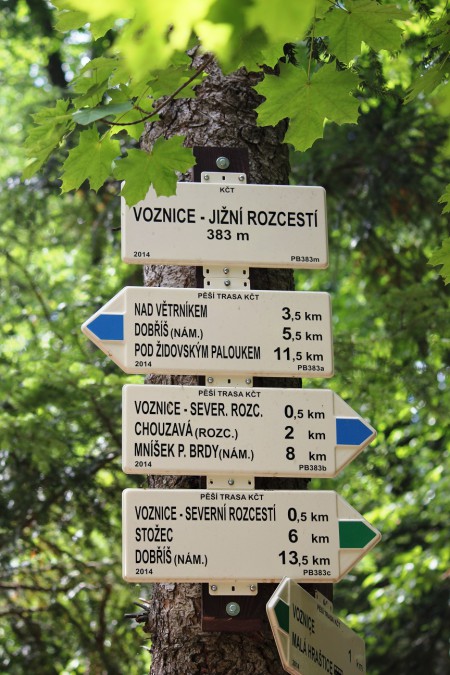 KČT
VOZNICE - JIŽNÍ ROZCESTÍ
383 m
2014 PB383m
PĚŠÍ TRASA KČT
NAD VĚTRNÍKEM 3,5 km
DOBŘÍŠ (NÁM.) 5,5 km
POD ŽIDOVSKÝM PALOUKEM 11,5 km
2014 PB383a
PĚŠÍ TRASA KČT
VOZNICE - SEVER. ROZC. 0,5 km
CHOUZAVÁ (ROZC.) 2 km
MNÍŠEK P. BRDY (NÁM.) 8 km
2014 PB383b
PĚŠÍ TRASA KČT
VOZNICE - SEVERNÍ ROZCESTÍ 0,5 km
STOŽEC 6 km
DOBŘÍŠ (NÁM.) 13,5 km
2014 PB383c
VOZNICE 1
MALÁ HRAŠTICE